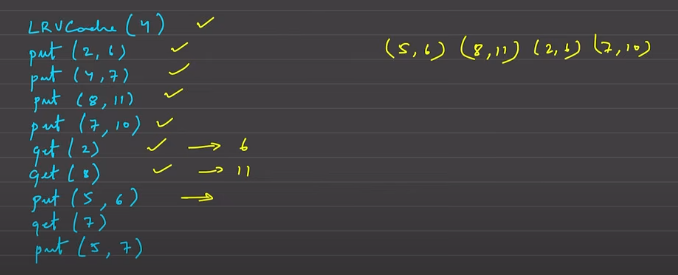 LRUCache (4) ✓
put (2, 6) ✓
(5, 6) (8, 11) (2, 6) (7, 10)
put (4, 7) ✓
put (8, 11) ✓
put (7, 10) ✓
get (2) ✓ → 6
get (8) ✓ → 11
put (5, 6) →
get (7)
put (5, 7)